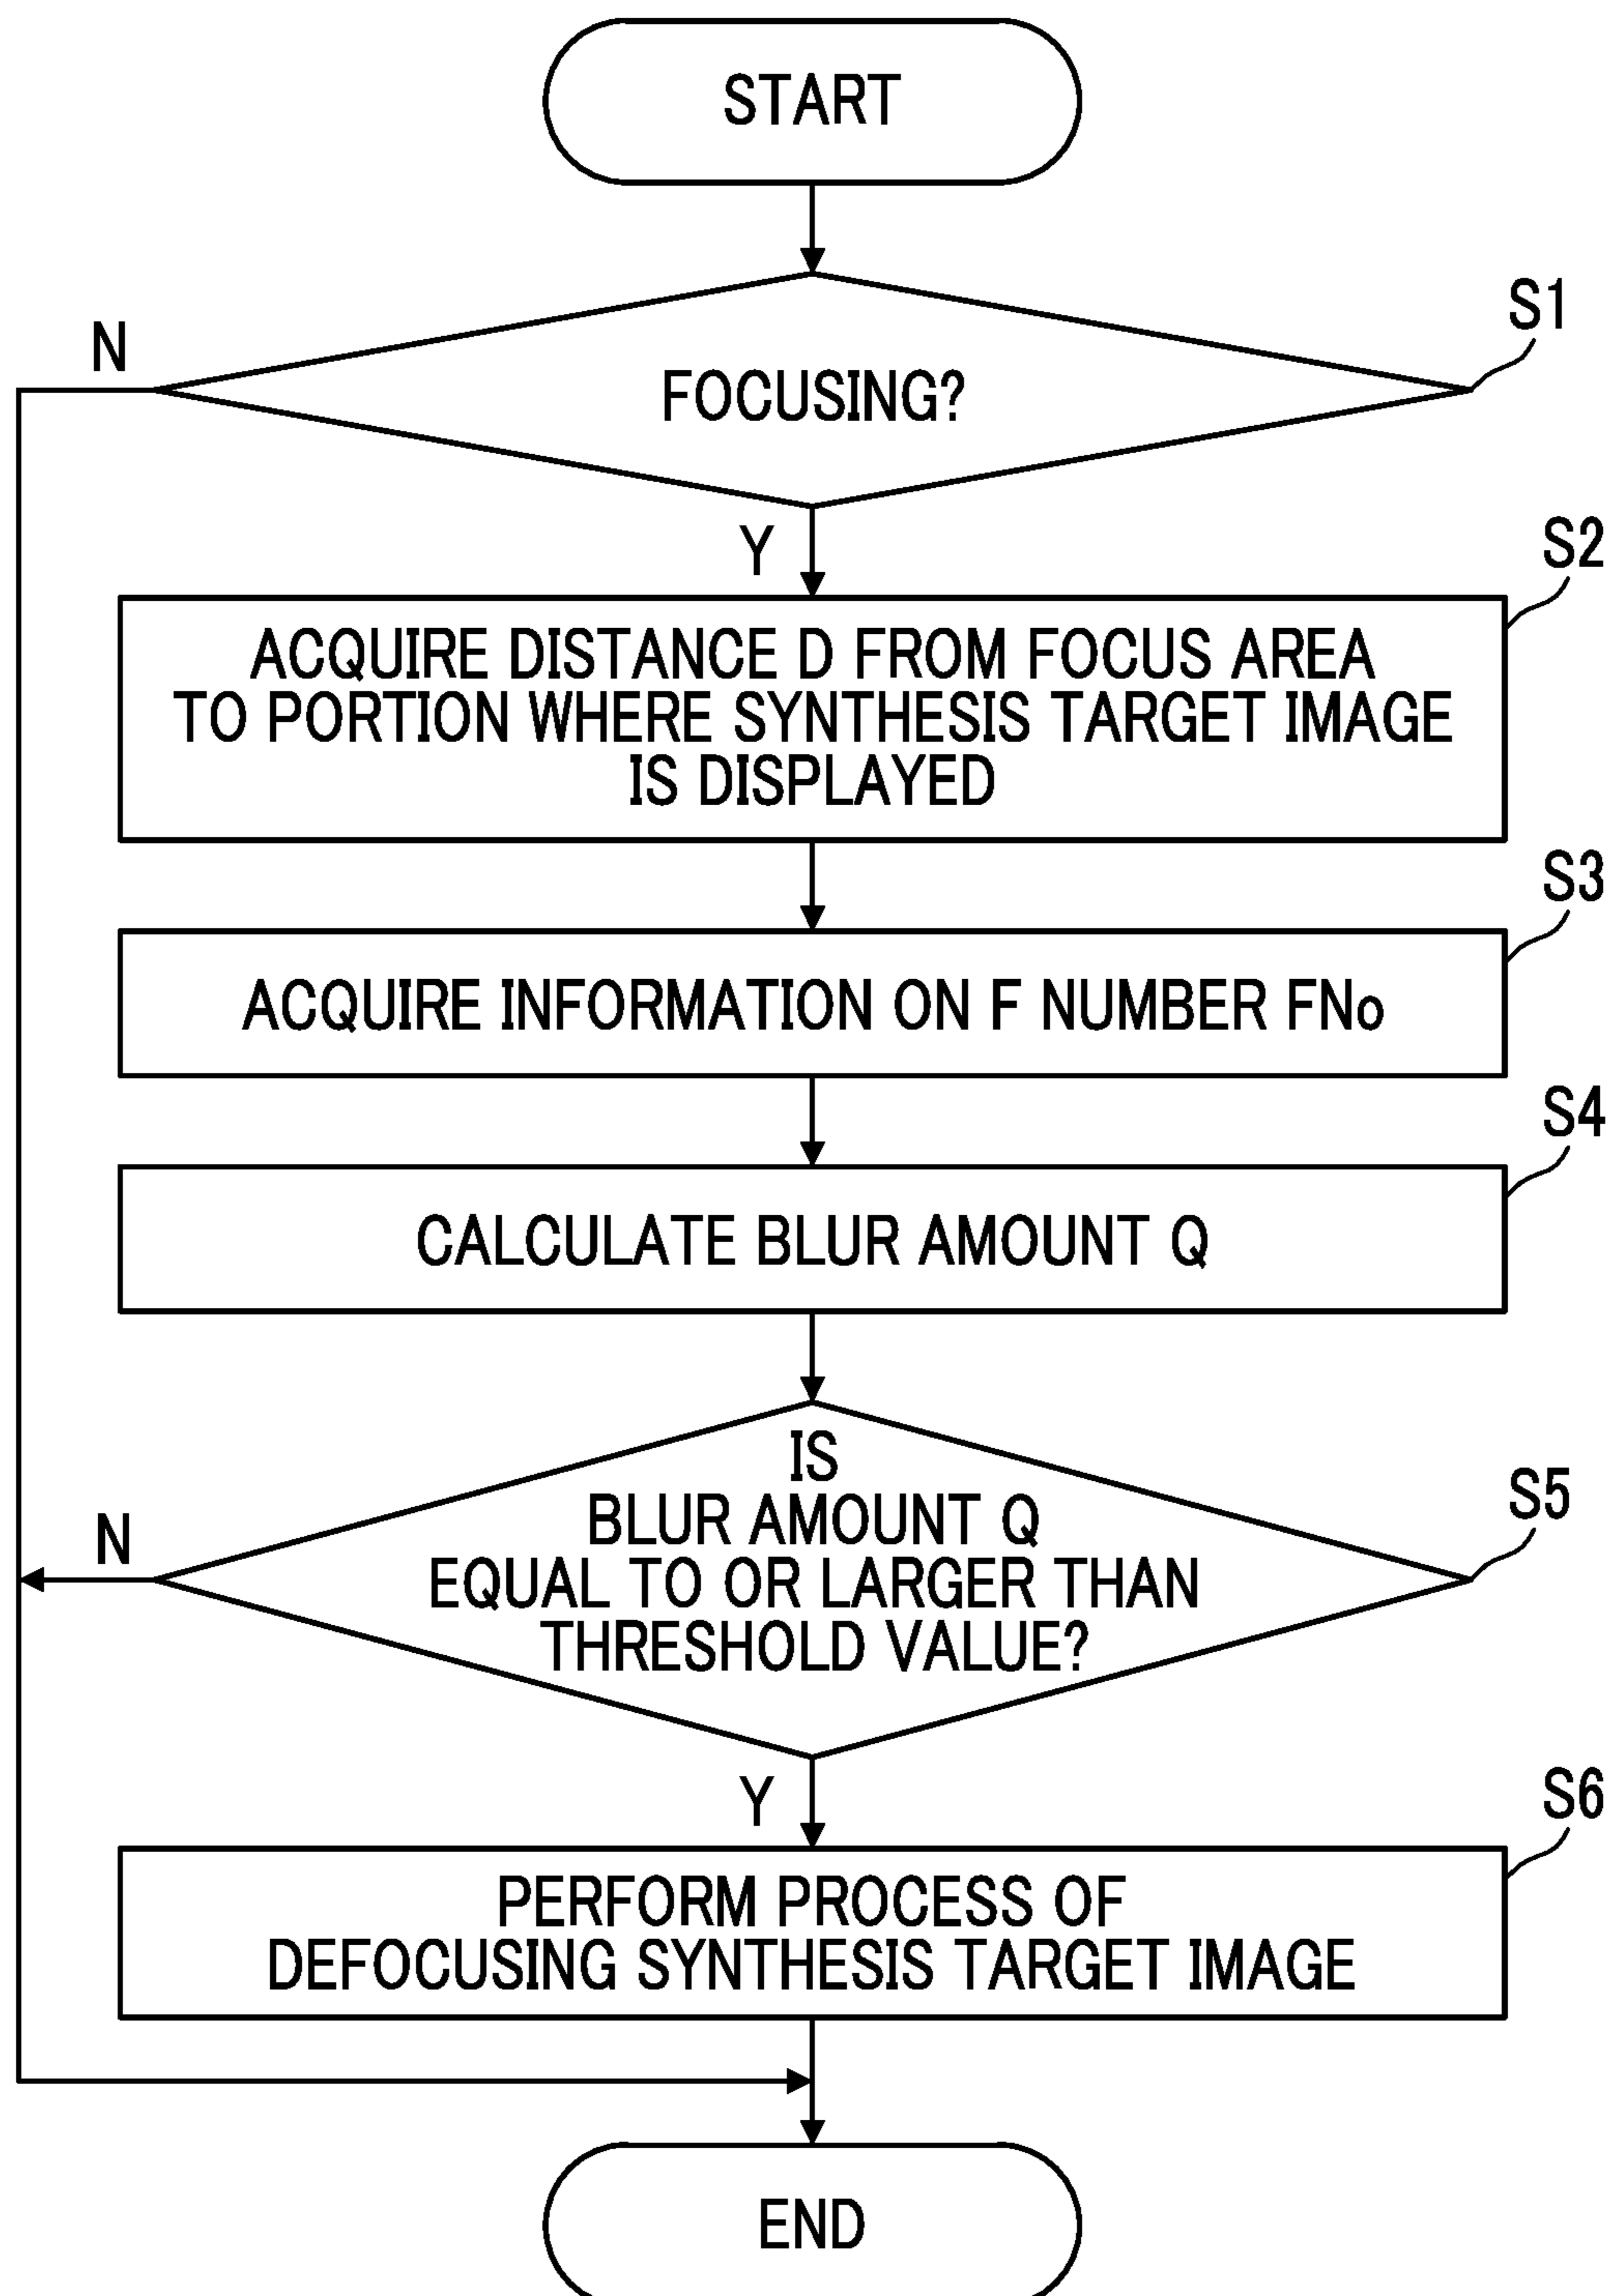 START
S1
N
FOCUSING?
Y
S2
ACQUIRE DISTANCE D FROM FOCUS AREA
TO PORTION WHERE SYNTHESIS TARGET IMAGE
IS DISPLAYED
S3
ACQUIRE INFORMATION ON F NUMBER FNo
S4
CALCULATE BLUR AMOUNT Q
S5
N
IS
BLUR AMOUNT Q
EQUAL TO OR LARGER THAN
THRESHOLD VALUE?
Y
S6
PERFORM PROCESS OF
DEFOCUSING SYNTHESIS TARGET IMAGE
END